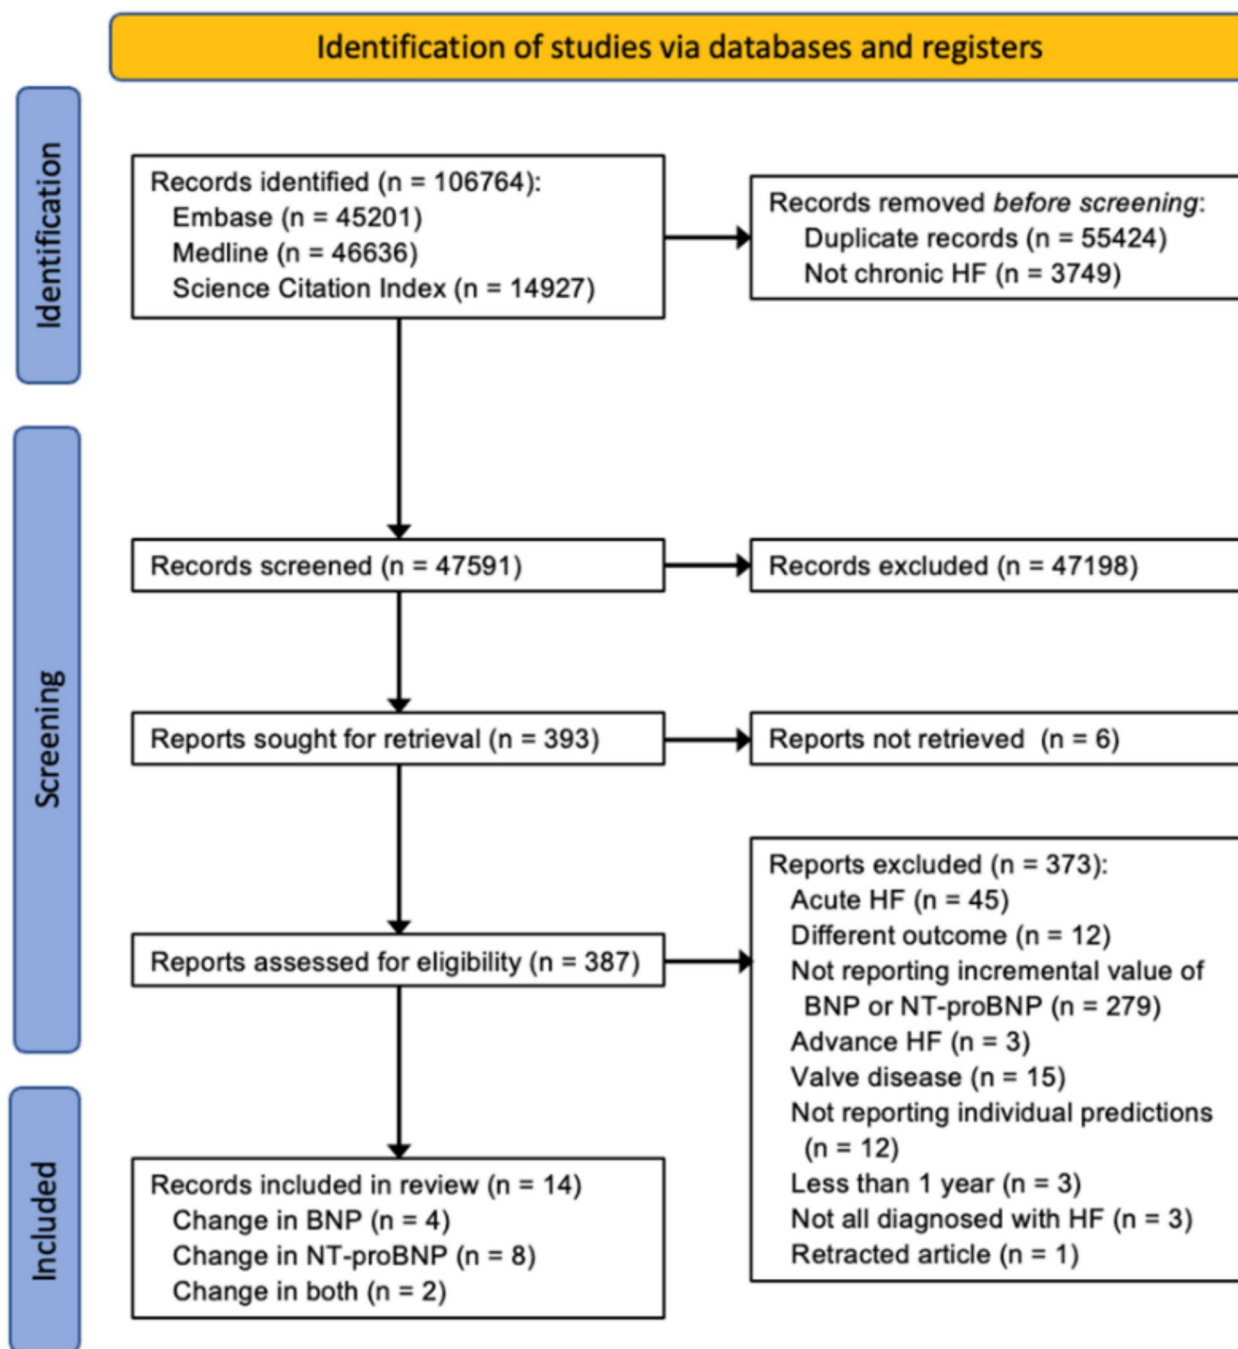 Identification of studies via databases and registers
Identification
Records identified (n = 106764):
Embase (n = 45201)
Medline (n = 46636)
Science Citation Index (n = 14927)
Records removed before screening:
Duplicate records (n = 55424)
Not chronic HF (n = 3749)
Screening
Records screened (n = 47591)
Records excluded (n = 47198)
Reports sought for retrieval (n = 393)
Reports not retrieved (n = 6)
Reports assessed for eligibility (n = 387)
Reports excluded (n = 373):
Acute HF (n = 45)
Different outcome (n = 12)
Not reporting incremental value of
BNP or NT-proBNP (n = 279)
Advance HF (n = 3)
Valve disease (n = 15)
Not reporting individual predictions
(n = 12)
Less than 1 year (n = 3)
Not all diagnosed with HF (n = 3)
Retracted article (n = 1)
Included
Records included in review (n = 14)
Change in BNP (n = 4)
Change in NT-proBNP (n = 8)
Change in both (n = 2)